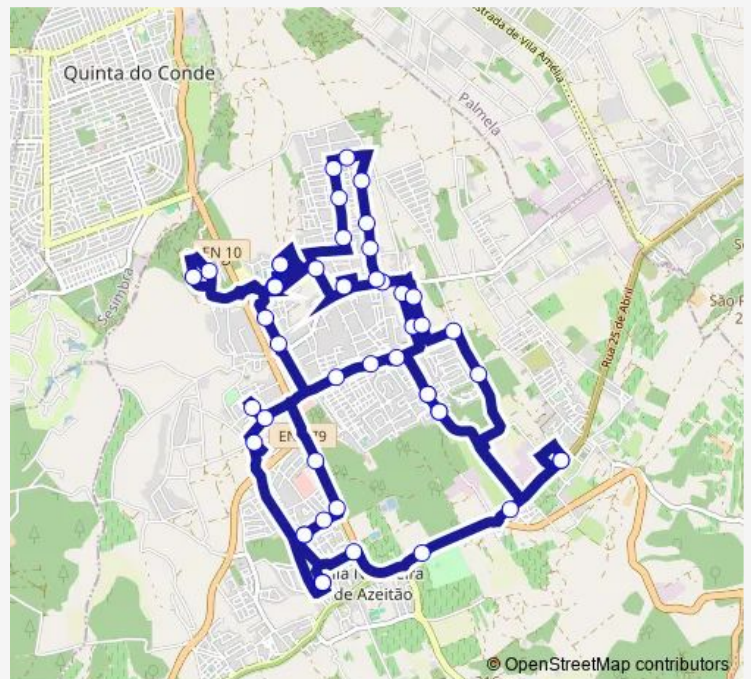 Quinta do Conde
Estrada de Vila Amélia
Palmela
EN 10
Sesimbra
Rua 25 de Abril
São
EN
79
de Azeitão
© OpenStreetMap contributors